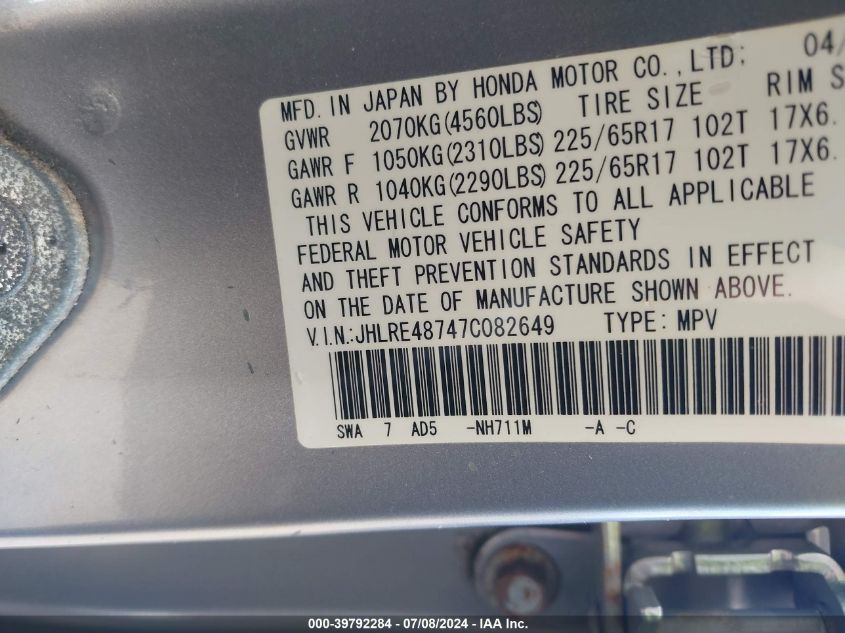 MFD. IN JAPAN BY HONDA MOTOR CO., LTD: 04/
GVWR 2070KG(4560LBS) TIRE SIZE RIM S
GAWR F 1050KG(2310LBS) 225/65R17 102T 17X6.
GAWR R 1040KG(2290LBS) 225/65R17 102T 17X6.
THIS VEHICLE CONFORMS TO ALL APPLICABLE
FEDERAL MOTOR VEHICLE SAFETY
AND THEFT PREVENTION STANDARDS IN EFFECT
ON THE DATE OF MANUFACTURE SHOWN ABOVE.
V.I.N.:JHLRE48747C082649 TYPE: MPV
SWA 7 AD5 -NH711M -A -C
000-39792284 - 07/08/2024 - IAA Inc.